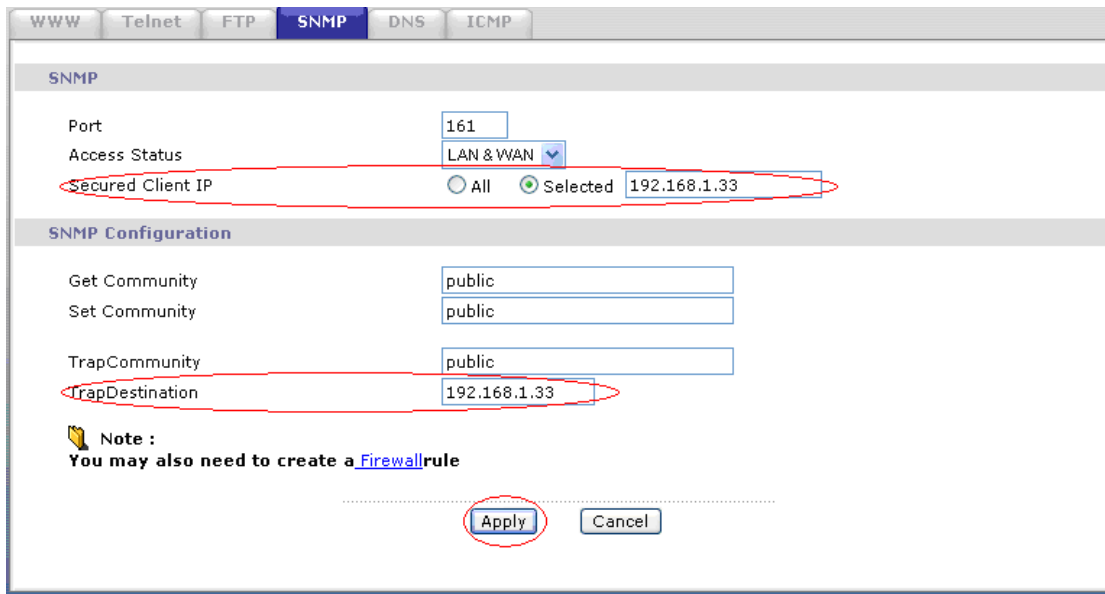 WWW Telnet FTP SNMP DNS ICMP
SNMP
Port 161
Access Status LAN & WAN
Secured Client IP All Selected 192.168.1.33
SNMP Configuration
Get Community public
Set Community public
TrapCommunity public
TrapDestination 192.168.1.33
Note :
You may also need to create a Firewallrule
Apply Cancel